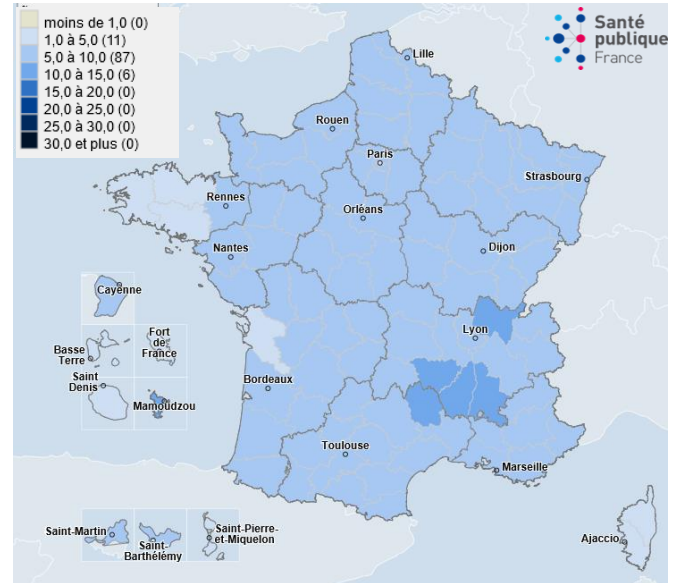 moins de 1,0 (0)
1,0 à 5,0 (11)
5,0 à 10,0 (87)
10,0 à 15,0 (6)
15,0 à 20,0 (0)
20,0 à 25,0 (0)
25,0 à 30,0 (0)
30,0 et plus (0)
Santé
publique
France
Lille
Rouen
Paris
Strasbourg
Rennes
Orléans
Nantes
Dijon
Cayenne
Lyon
Basse
Terre
Fort
de
France
Saint
Denis
Mamoudzou
Bordeaux
Toulouse
Marseille
Saint-Martin
Saint-
Barthélémy
Saint-Pierre-
et-Miquelon
Ajaccio